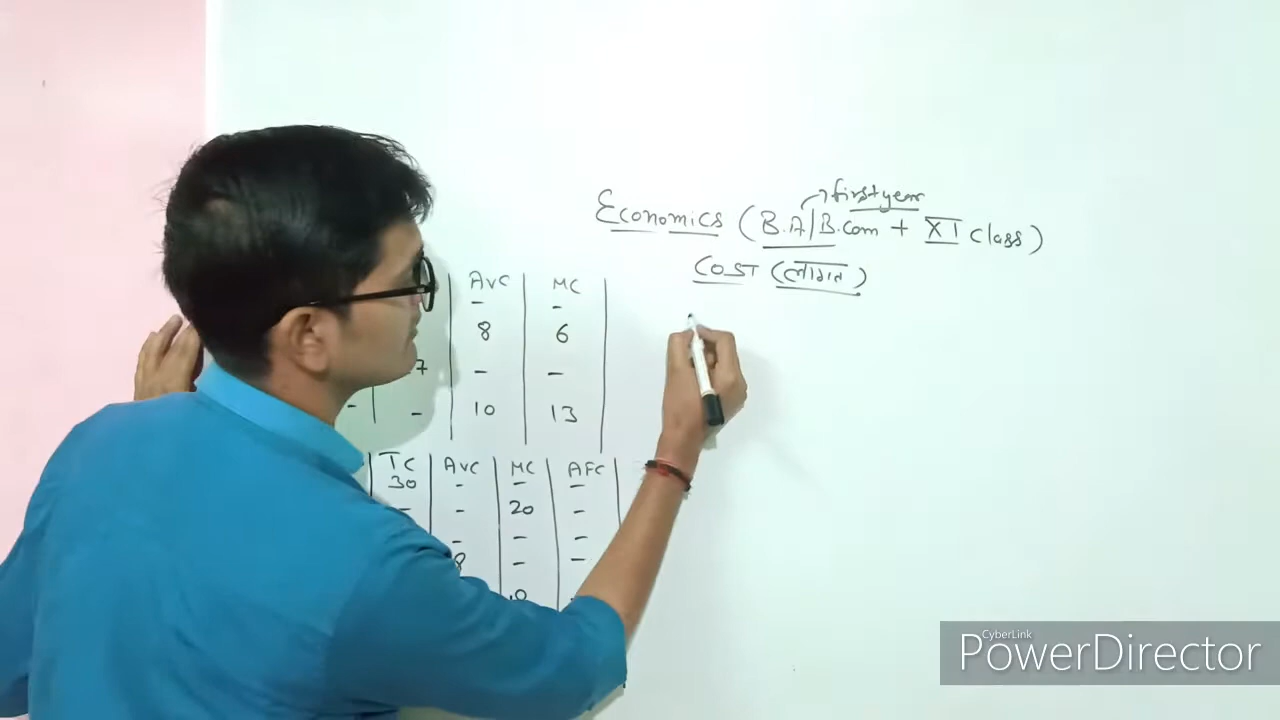 first year
Economics (B.A/B.Com + XI Class)
COST (लागत)
AVC MC
- -
8 6
7 - -
- - 10 13
TC AVC MC AFC
30 - - -
- - 20 -
- - -
8 - -
CyberLink
PowerDirector